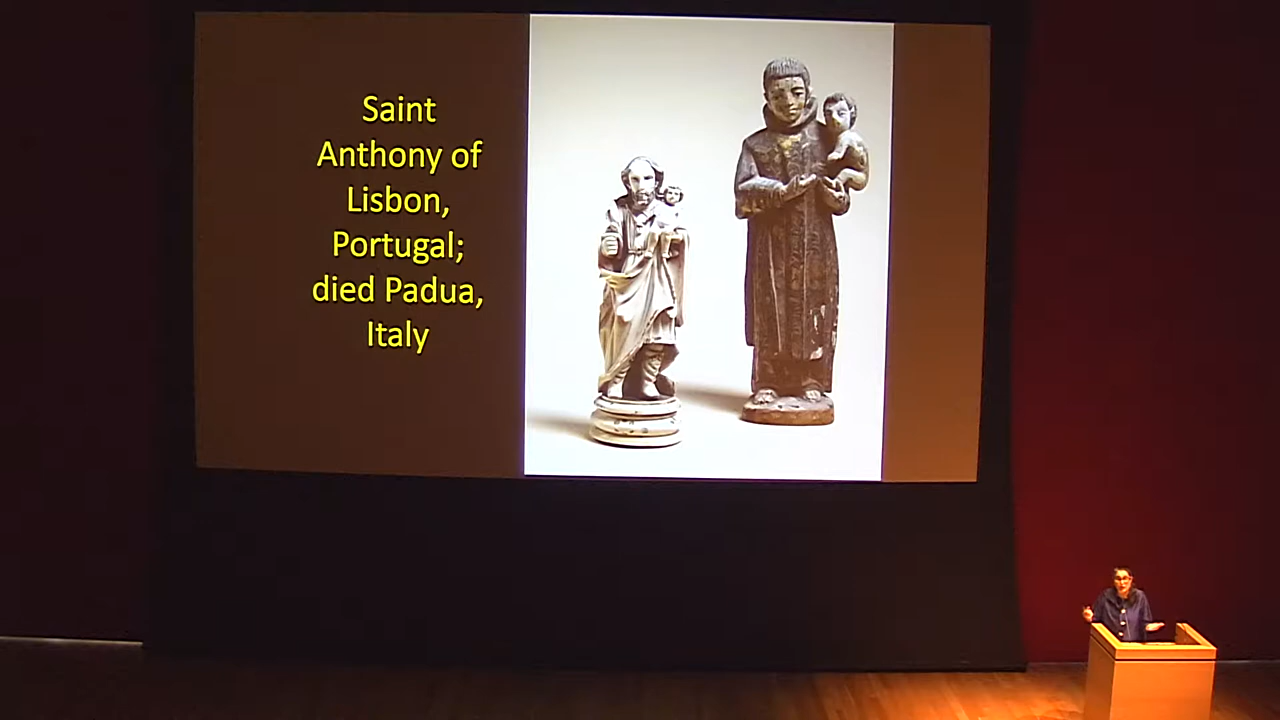 Saint
Anthony of
Lisbon,
Portugal;
died Padua,
Italy